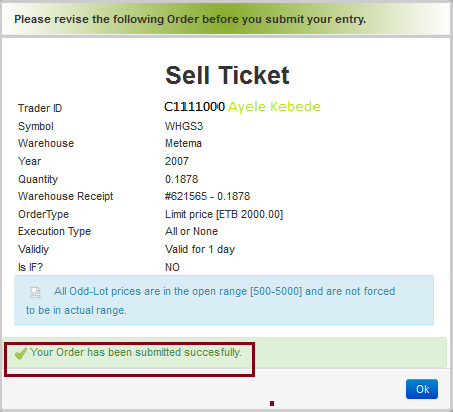 Please revise the following Order before you submit your entry.
Sell Ticket
Trader ID C1111000 Ayele Kebede
Symbol WHGS3
Warehouse Metema
Year 2007
Quantity 0.1878
Warehouse Receipt #621565 - 0.1878
OrderType Limit price [ETB 2000.00]
Execution Type All or None
Validiy Valid for 1 day
Is IF? NO
All Odd-Lot prices are in the open range [500-5000] and are not forced
to be in actual range.
Your Order has been submitted succesfully.
Ok